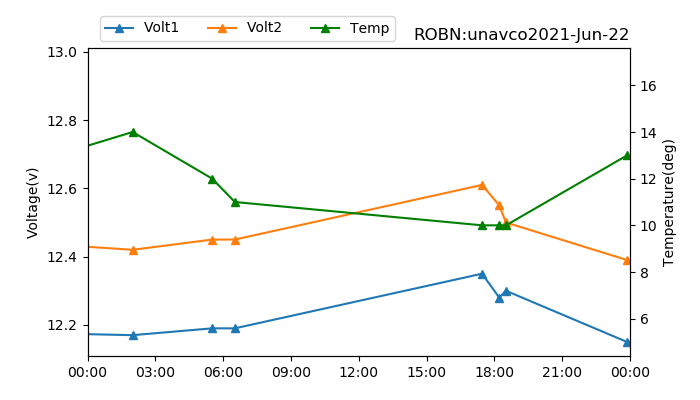 Volt1 Volt2 Temp
ROBN:unavco2021-Jun-22
13.0
12.8
12.6
12.4
12.2
Voltage(v)
16
14
12
10
8
6
Temperature(deg)
00:00 03:00 06:00 09:00 12:00 15:00 18:00 21:00 00:00